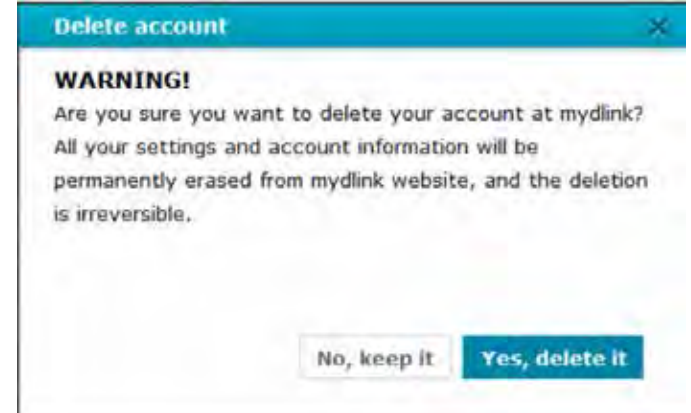 Delete account
WARNING!
Are you sure you want to delete your account at mydlink?
All your settings and account information will be
permanently erased from mydlink website, and the deletion
is irreversible.
No, keep it Yes, delete it